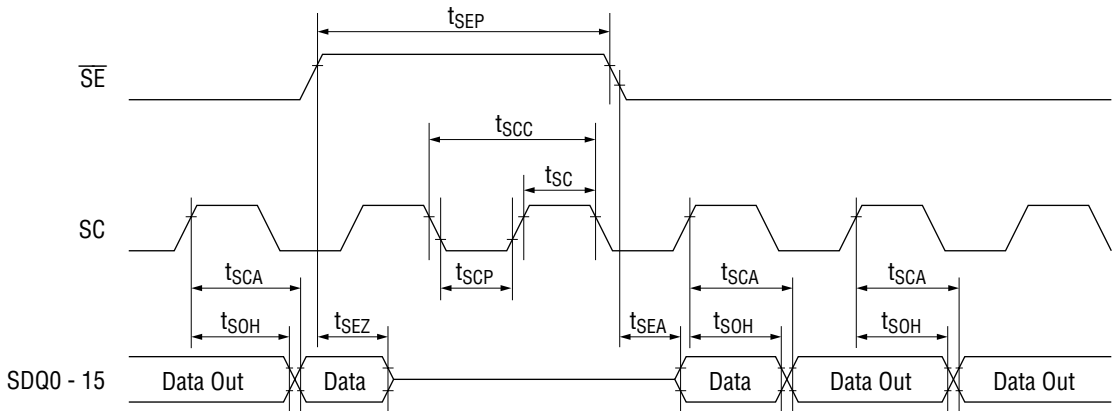 tSEP
SE
tSCC
tSC
SC
tSCA
tSCP
tSCA
tSCA
tSOH
tSEZ
tSEA
tSOH
tSOH
SDQ0 - 15
Data Out
Data
Data
Data Out
Data Out